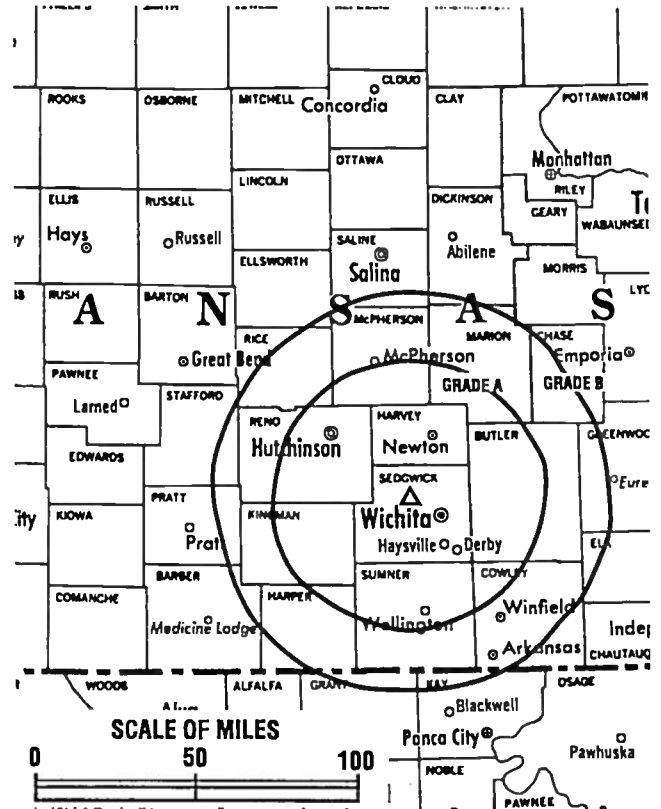 CLOUD
ROOKS
OSBORNE
MITCHELL
Concordia
CLAY
OTTAWA
Manhattan
LINCOLN
RILEY
ELLIS
RUSSELL
DICKINSON
GEARY
Hays
Russell
SALINE
Abilene
ELLSWORTH
Salina
MORRIS
RUSH
BARTON
A N S A S
McPHERSON
RICE
MARION
CHASE
Great Bend
McPherson
Emporia
PAWNEE
GRADE A
GRADE B
STAFFORD
Larned
RENO
HARVEY
BUTLER
Hutchinson
Newton
EDWARDS
SEDGWICK
PRATT
KIOWA
KINGMAN
Wichita
Pratt
Haysville
Derby
BARBER
SUMNER
COWLEY
COMANCHE
HARPER
Winfield
Medicine Lodge
Wellington
Arkansas
WOODS
ALFALFA
GRANT
KAY
OSAGE
Blackwell
SCALE OF MILES
Ponca City
Pawhuska
0 50 100
NOBLE
PAWNEE